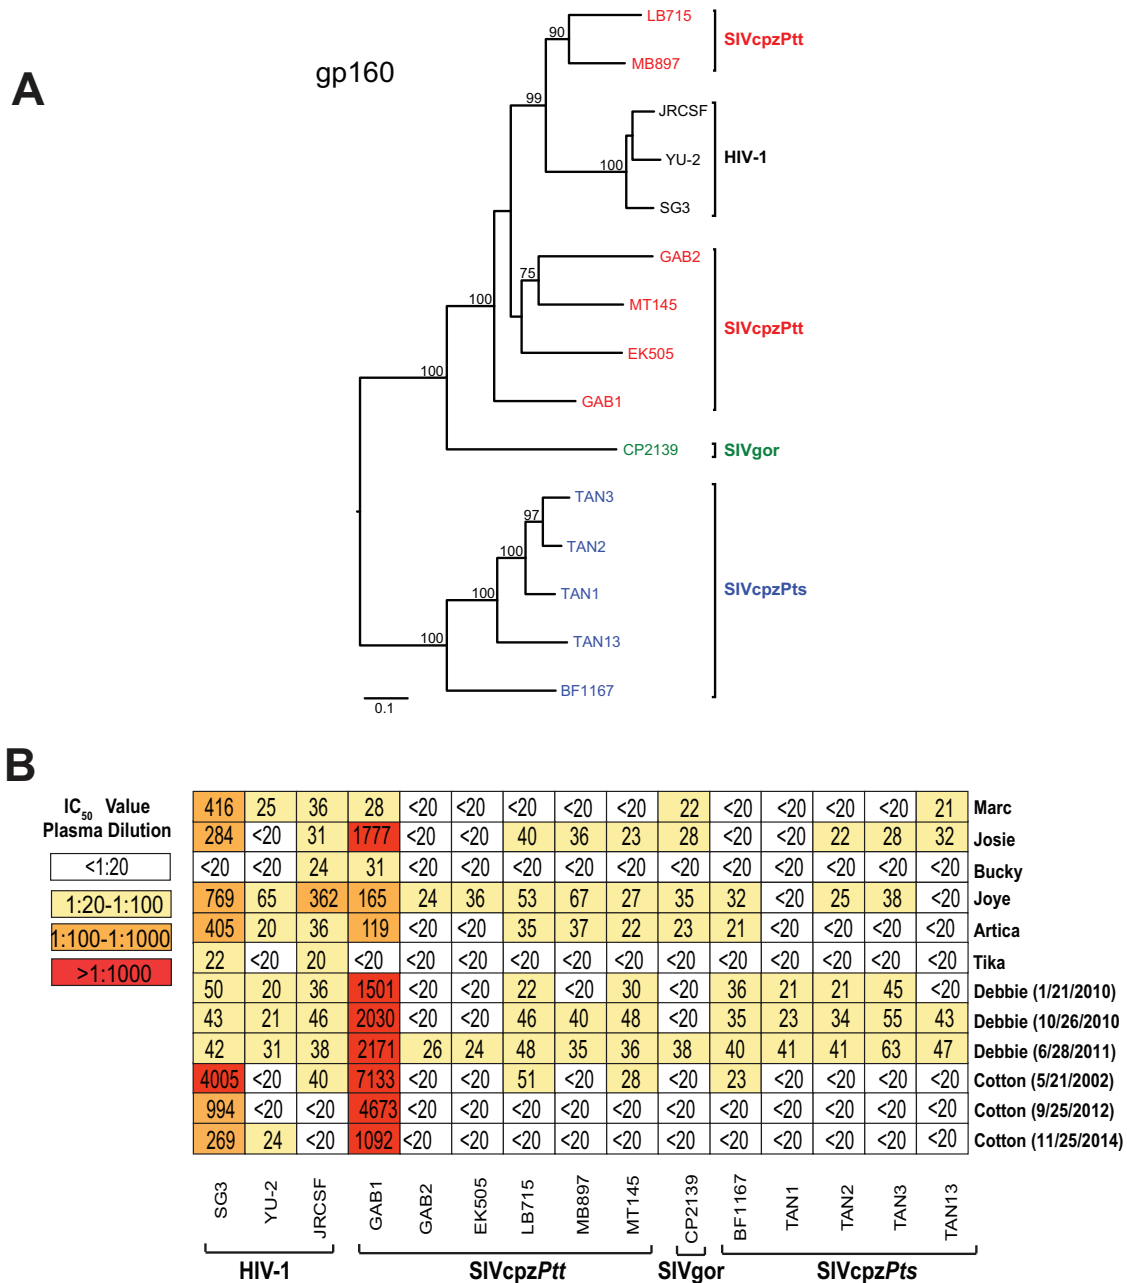 A
gp160
90
LB715
MB897
SIVcpzPtt
99
JRCSF
100
YU-2
SG3
HIV-1
GAB2
75
MT145
100
EK505
SIVcpzPtt
GAB1
100
CP2139
SIVgor
TAN3
97
TAN2
100
TAN1
100
TAN13
100
BF1167
SIVcpzPts
0.1
B
IC50 Value
Plasma Dilution
<1:20
1:20-1:100
1:100-1:1000
>1:1000
416 25 36 28 <20 <20 <20 <20 <20 22 <20 <20 <20 <20 21 Marc
284 <20 31 1777 <20 <20 40 36 23 28 <20 <20 22 28 32 Josie
<20 <20 24 31 <20 <20 <20 <20 <20 <20 <20 <20 <20 <20 <20 Bucky
769 65 362 165 24 36 53 67 27 35 32 <20 25 38 <20 Joye
405 20 36 119 <20 <20 35 37 22 23 21 <20 <20 <20 <20 Artica
22 <20 20 <20 <20 <20 <20 <20 <20 <20 <20 <20 <20 <20 <20 Tika
50 20 36 1501 <20 <20 22 <20 30 <20 36 21 21 45 <20 Debbie (1/21/2010)
43 21 46 2030 <20 <20 46 40 48 <20 35 23 34 55 43 Debbie (10/26/2010
42 31 38 2171 26 24 48 35 36 38 40 41 41 63 47 Debbie (6/28/2011)
4005 <20 40 7133 <20 <20 51 <20 28 <20 23 <20 <20 <20 <20 Cotton (5/21/2002)
994 <20 <20 4673 <20 <20 <20 <20 <20 <20 <20 <20 <20 <20 <20 Cotton (9/25/2012)
269 24 <20 1092 <20 <20 <20 <20 <20 <20 <20 <20 <20 <20 <20 Cotton (11/25/2014)
SG3 YU-2 JRCSF GAB1 GAB2 EK505 LB715 MB897 MT145 CP2139 BF1167 TAN1 TAN2 TAN3 TAN13
HIV-1 SIVcpzPtt SIVgor SIVcpzPts